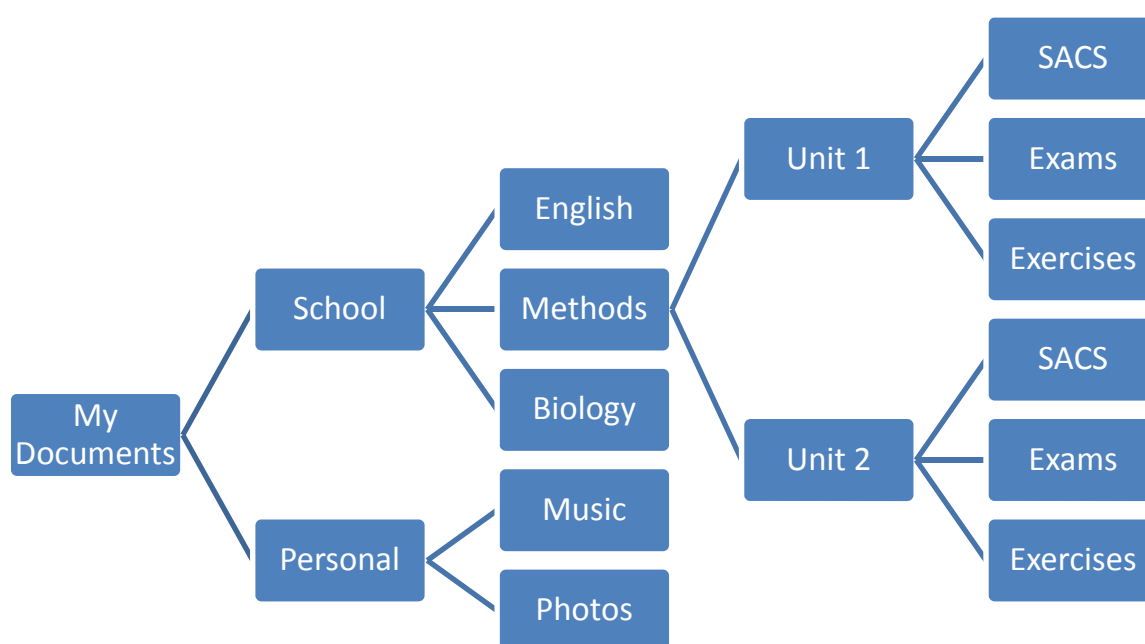 SACS
Unit 1
Exams
English
Exercises
School
Methods
SACS
Biology
My
Documents
Unit 2
Exams
Music
Personal
Exercises
Photos